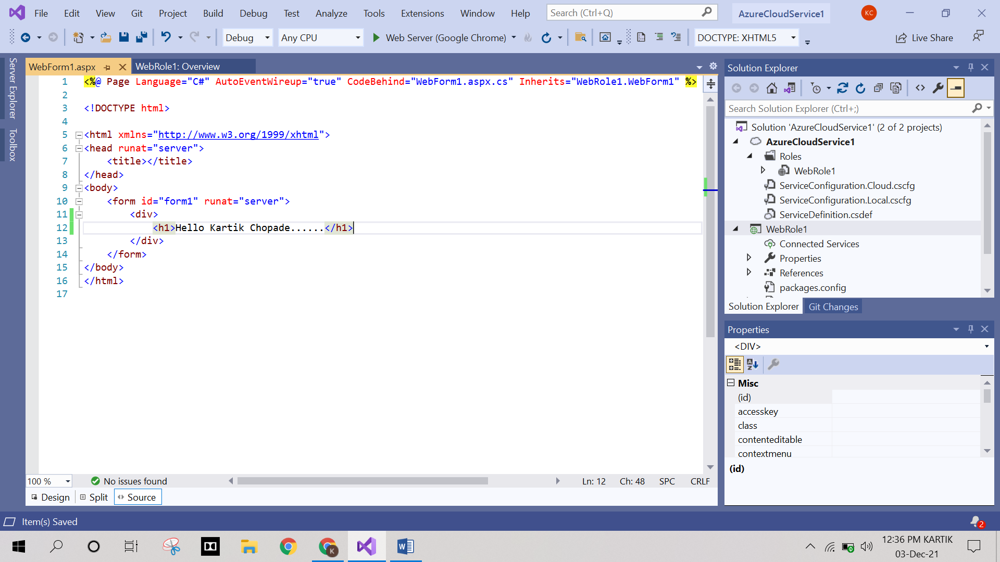 File Edit View Git Project Build Debug Test Analyze Tools Extensions Window Help Search (Ctrl+Q) AzureCloudService1 KC
Debug Any CPU Web Server (Google Chrome) DOCTYPE: XHTML5 Live Share
Server Explorer
Toolbox
WebForm1.aspx WebRole1: Overview
1 <%@ Page Language="C#" AutoEventWireup="true" CodeBehind="WebForm1.aspx.cs" Inherits="WebRole1.WebForm1" %>
2
3 <!DOCTYPE html>
4
5 <html xmlns="http://www.w3.org/1999/xhtml">
6 <head runat="server">
7 <title></title>
8 </head>
9 <body>
10 <form id="form1" runat="server">
11 <div>
12 <h1>Hello Kartik Chopade......</h1>
13 </div>
14 </form>
15 </body>
16 </html>
17
100 % No issues found Ln: 12 Ch: 48 SPC CRLF
Design Split Source
Solution Explorer
Search Solution Explorer (Ctrl+;)
Solution 'AzureCloudService1' (2 of 2 projects)
AzureCloudService1
Roles
WebRole1
ServiceConfiguration.Cloud.cscfg
ServiceConfiguration.Local.cscfg
ServiceDefinition.csdef
WebRole1
Connected Services
Properties
References
packages.config
Solution Explorer Git Changes
Properties
<DIV>
Misc
(id)
accesskey
class
contenteditable
contextmenu
(id)
Item(s) Saved 2
12:36 PM KARTIK
03-Dec-21